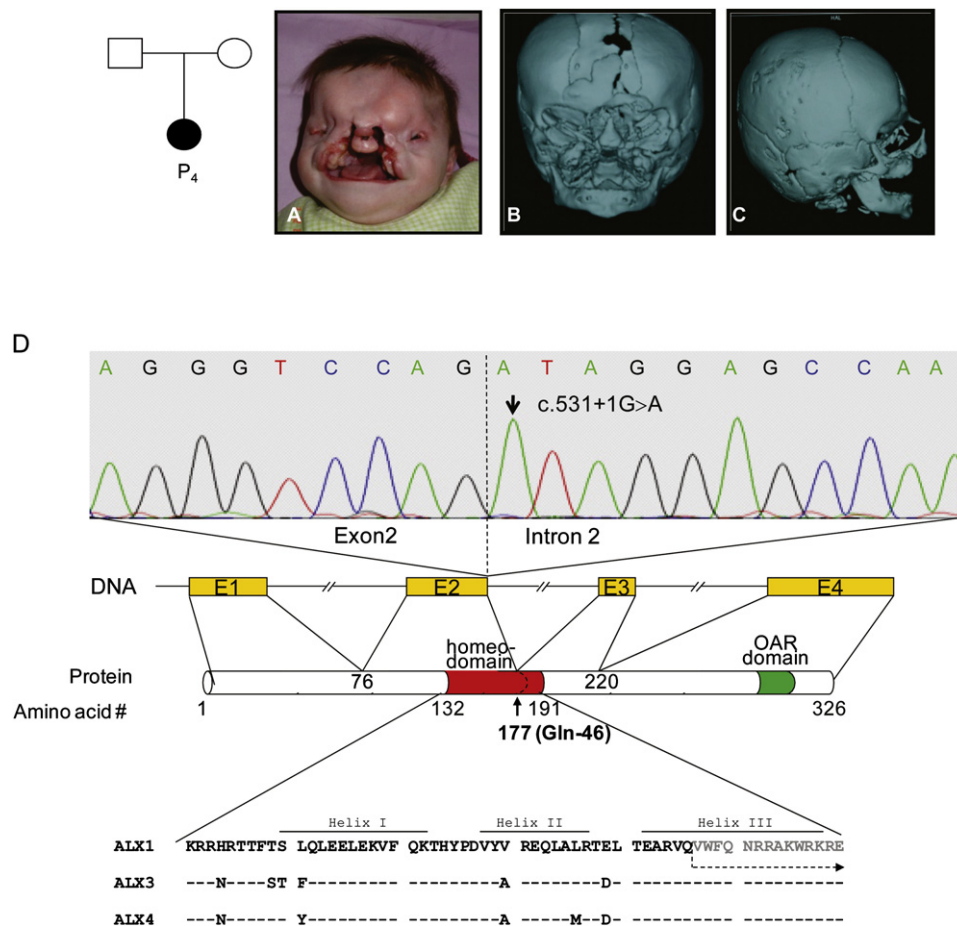 P4
A
B
C
D
A G G G T C C A G A T A G G A G C C A A
c.531+1G>A
Exon2 Intron 2
DNA E1 E2 E3 E4
homeo-
domain
OAR
domain
Protein 76 220
Amino acid # 1 132 191 326
177 (Gln-46)
Helix I Helix II Helix III
ALX1 KRRHRTTFTS LQLEELEKVF QKTHYPDVYV REQLALRTEL TEARVQVWFQ NRRAKWRKRE
ALX3 ---N----ST F--------- ---------A ---------D ---------- ----------
ALX4 ---N------ Y--------- ---------A ------M--D ---------- ----------